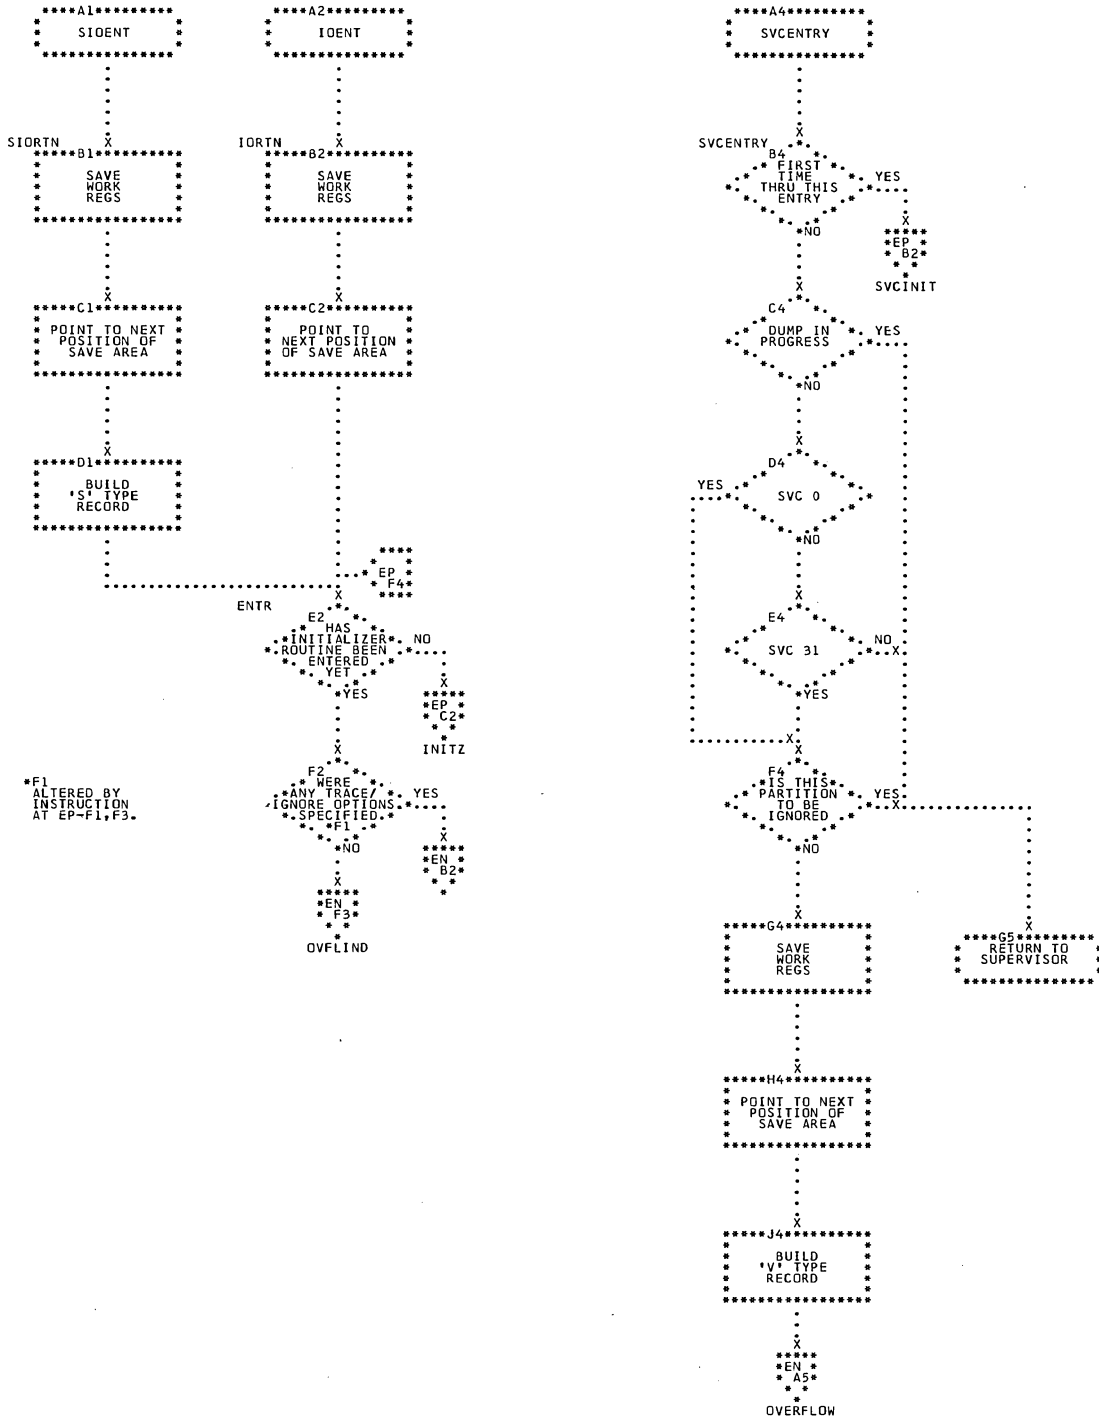 A1
SIOENT
A2
IOENT
A4
SVCENTRY
SIORTN
B1
SAVE
WORK
REGS
IORTN
B2
SAVE
WORK
REGS
SVCENTRY
B4
FIRST
TIME
THRU THIS
ENTRY
YES
NO
EP
B2
SVCINIT
C1
POINT TO NEXT
POSITION OF
SAVE AREA
C2
POINT TO
NEXT POSITION
OF SAVE AREA
C4
DUMP IN
PROGRESS
YES
NO
D1
BUILD
'S' TYPE
RECORD
D4
YES
SVC 0
NO
EP
F4
ENTR
E2
HAS
INITIALIZER
ROUTINE BEEN
ENTERED
YET
NO
YES
EP
C2
INITZ
E4
SVC 31
NO
YES
*F1
ALTERED BY
INSTRUCTION
AT EP-F1,F3.
F2
WERE
ANY TRACE/
IGNORE OPTIONS
SPECIFIED
*F1
YES
NO
EN
B2
EN
F3
OVFLIND
F4
IS THIS
PARTITION
TO BE
IGNORED
YES
NO
G4
SAVE
WORK
REGS
G5
RETURN TO
SUPERVISOR
H4
POINT TO NEXT
POSITION OF
SAVE AREA
J4
BUILD
'V' TYPE
RECORD
EN
A5
OVERFLOW